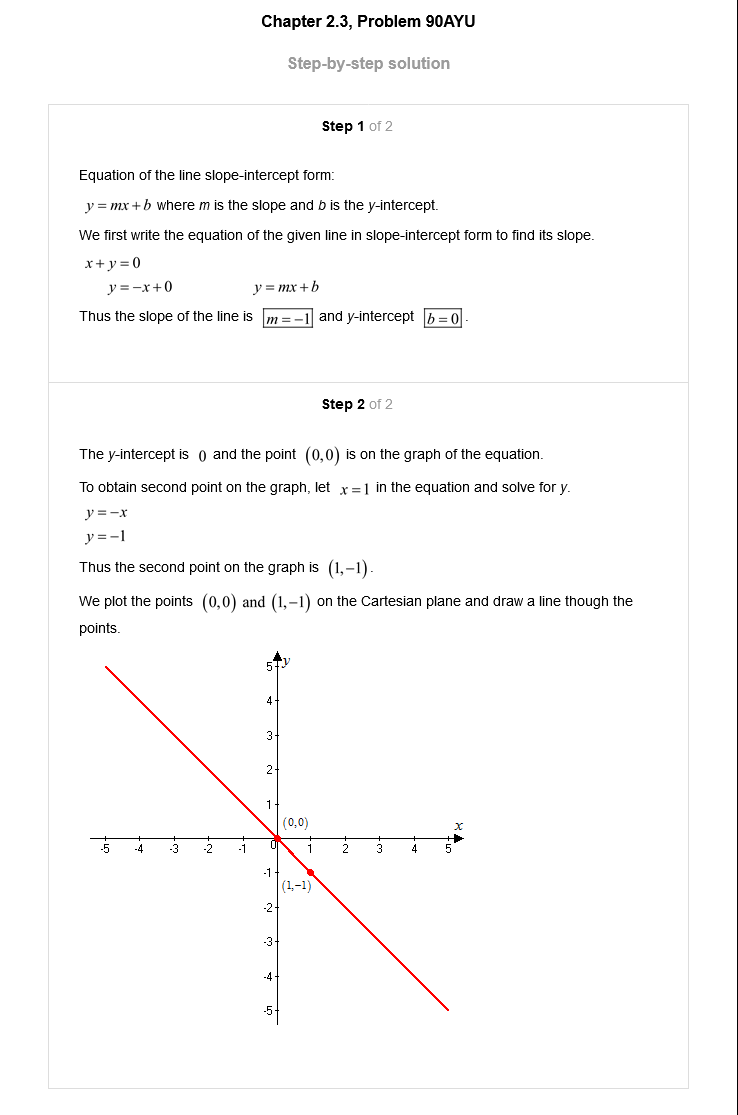 Chapter 2.3, Problem 90AYU
Step-by-step solution
Step 1 of 2
Equation of the line slope-intercept form:
y = mx + b where m is the slope and b is the y-intercept.
We first write the equation of the given line in slope-intercept form to find its slope.
x + y = 0
y = −x + 0 y = mx + b
Thus the slope of the line is m = −1 and y-intercept b = 0.
Step 2 of 2
The y-intercept is 0 and the point (0,0) is on the graph of the equation.
To obtain second point on the graph, let x = 1 in the equation and solve for y.
y = −x
y = −1
Thus the second point on the graph is (1,−1).
We plot the points (0,0) and (1,−1) on the Cartesian plane and draw a line though the
points.
5 y
4
3
2
1
(0,0) x
-5 -4 -3 -2 -1 0 1 2 3 4 5
-1
(1,−1)
-2
-3
-4
-5